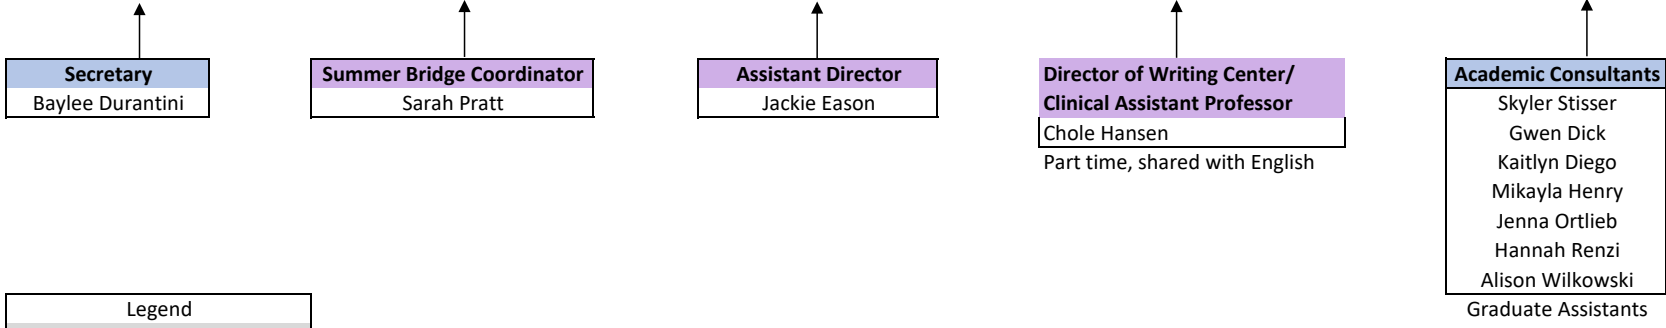 Secretary
Baylee Durantini
Summer Bridge Coordinator
Sarah Pratt
Assistant Director
Jackie Eason
Director of Writing Center/
Clinical Assistant Professor
Chole Hansen
Part time, shared with English
Academic Consultants
Skyler Stisser
Gwen Dick
Kaitlyn Diego
Mikayla Henry
Jenna Ortlieb
Hannah Renzi
Alison Wilkowski
Graduate Assistants
Legend